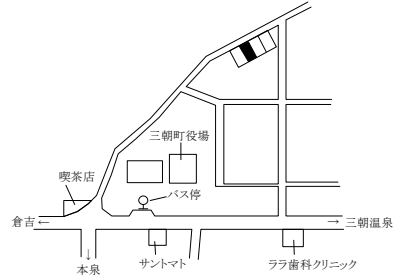 三朝町役場
喫茶店
バス停
倉吉←
→ 三朝温泉
↓
本泉
サントマト
ララ歯科クリニック